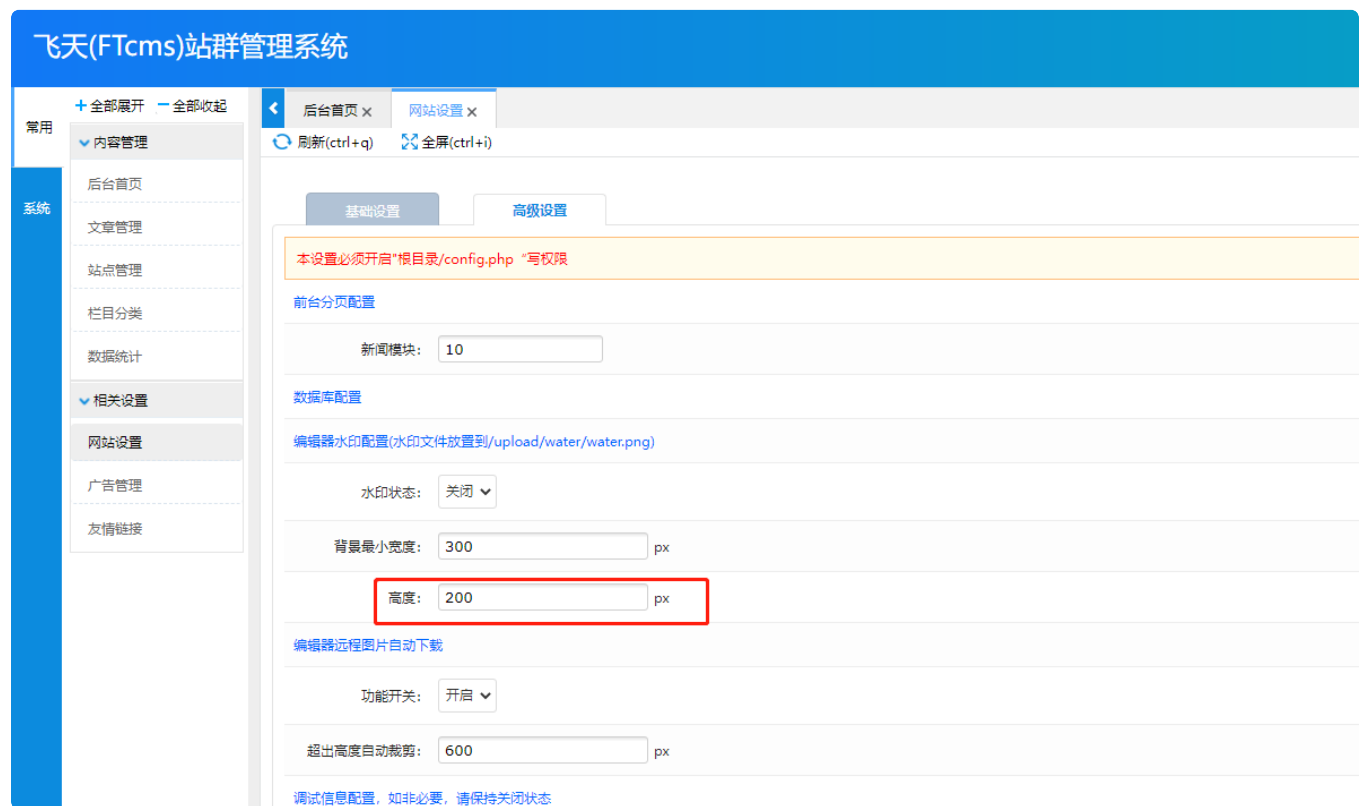 飞天(FTcms)站群管理系统
常用
系统
全部展开 全部收起
内容管理
后台首页
文章管理
站点管理
栏目分类
数据统计
相关设置
网站设置
广告管理
友情链接
后台首页 网站设置
刷新(ctrl+q) 全屏(ctrl+i)
基础设置 高级设置
本设置必须开启"根目录/config.php “写权限
前台分页配置
新闻模块: 10
数据库配置
编辑器水印配置(水印文件放置到/upload/water/water.png)
水印状态: 关闭
背景最小宽度: 300 px
高度: 200 px
编辑器远程图片自动下载
功能开关: 开启
超出高度自动裁剪: 600 px
调试信息配置，如非必要，请保持关闭状态